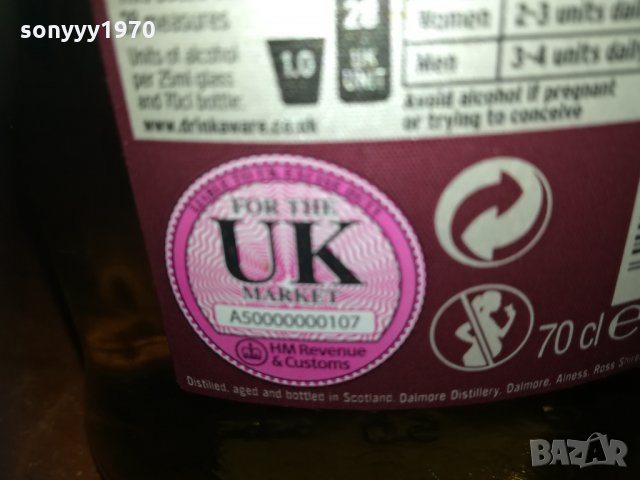 sonyyy1970
28 measures
Units of alcohol
per 25ml glass
and 70cl bottle
www.drinkaware.co.uk
1.0
28
UK
UNIT
Women 2-3 units dai
Men 3-4 units daily
Avoid alcohol if pregnant
or trying to conceive
FOR THE
UK
MARKET
A50000000107
HM Revenue
& Customs
70 cl e
Distilled, aged and bottled in Scotland. Dalmore Distillery, Dalmore, Alness, Ross Shire
BAZAR